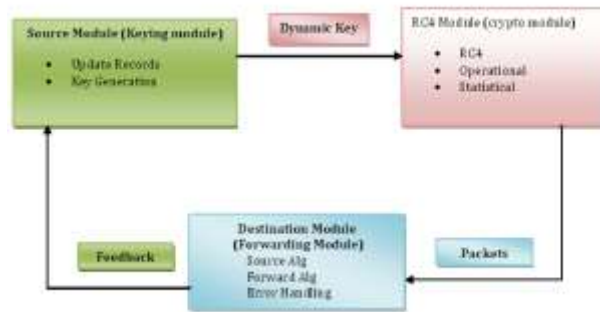 Source Module (Keying module)
• Update Records
• Key Generation
Dynamic Key
RC4 Module (crypto module)
• RC4
• Operational
• Statistical
Destination Module
(Forwarding Module)
Source Alg
Forward Alg
Error Handling
Feedback
Packets